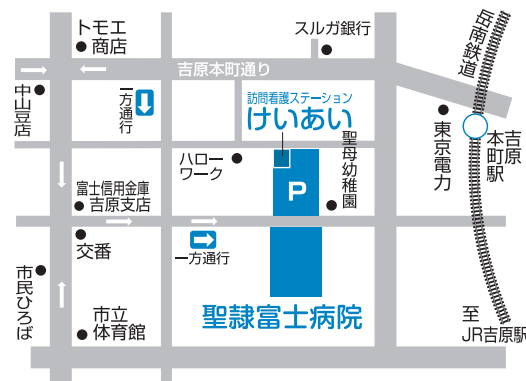 トモエ
商店
スルガ銀行
岳南鉄道
吉原本町通り
中山豆店
一方通行
訪問看護ステーション
けいあい
東京電力
吉原
本町駅
ハロー
ワーク
聖母幼稚園
P
富士信用金庫
吉原支店
交番
一方通行
市民ひろば
市立
体育館
聖隷富士病院
至
JR吉原駅